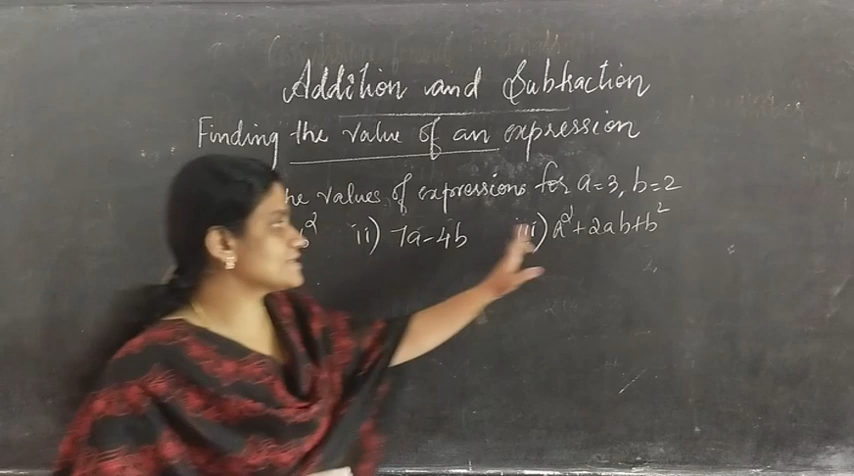 Addition and Subtraction
Finding the value of an expression
he values of expressions for a=3, b=2
b² ii) 7a-4b iii) a²+2ab+b²